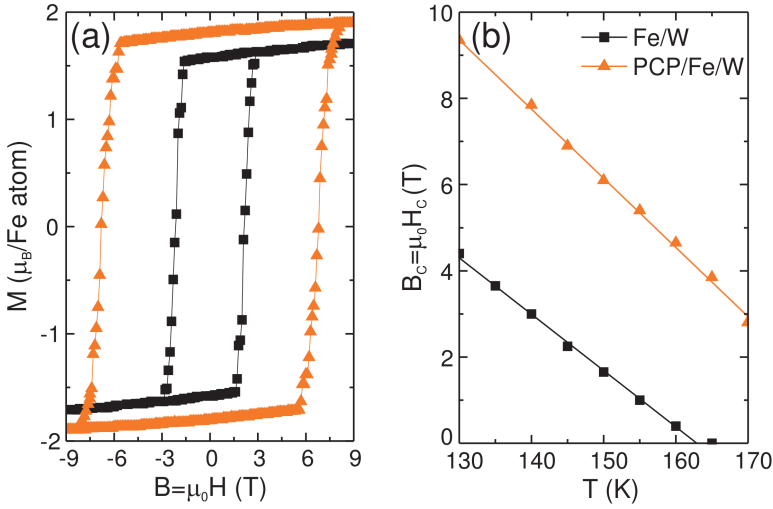 (a)
2
1
0
-1
-2
M (μB/Fe atom)
-9 -6 -3 0 3 6 9
B=μ0H (T)
(b)
Fe/W
PCP/Fe/W
10
8
6
4
2
0
BC=μ0HC (T)
130 140 150 160 170
T (K)